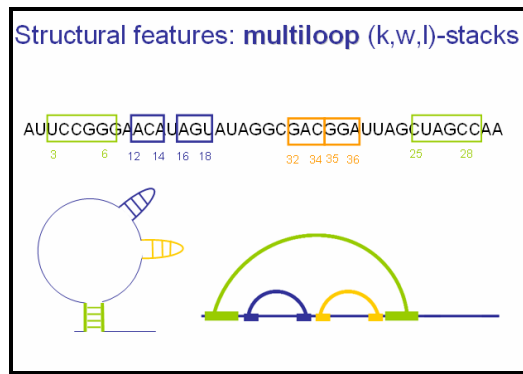 Structural features: multiloop (k,w,l)-stacks
AUUCCGGGAACAUAGUAUAGGCGACGGAUUAGCUAGCCAA
3 6 12 14 16 18 32 34 35 36 25 28